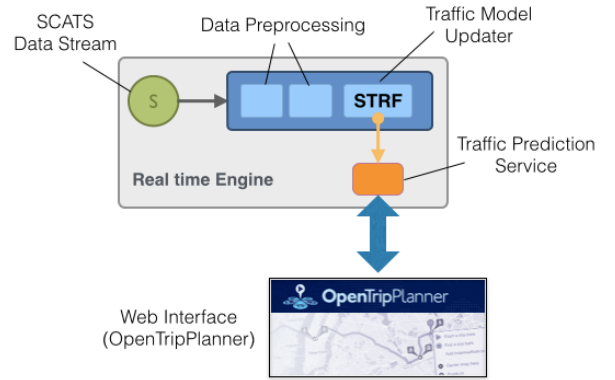 SCATS
Data Stream
Data Preprocessing
Traffic Model
Updater
S
STRF
Traffic Prediction
Service
Real time Engine
Web Interface
(OpenTripPlanner)
OpenTripPlanner